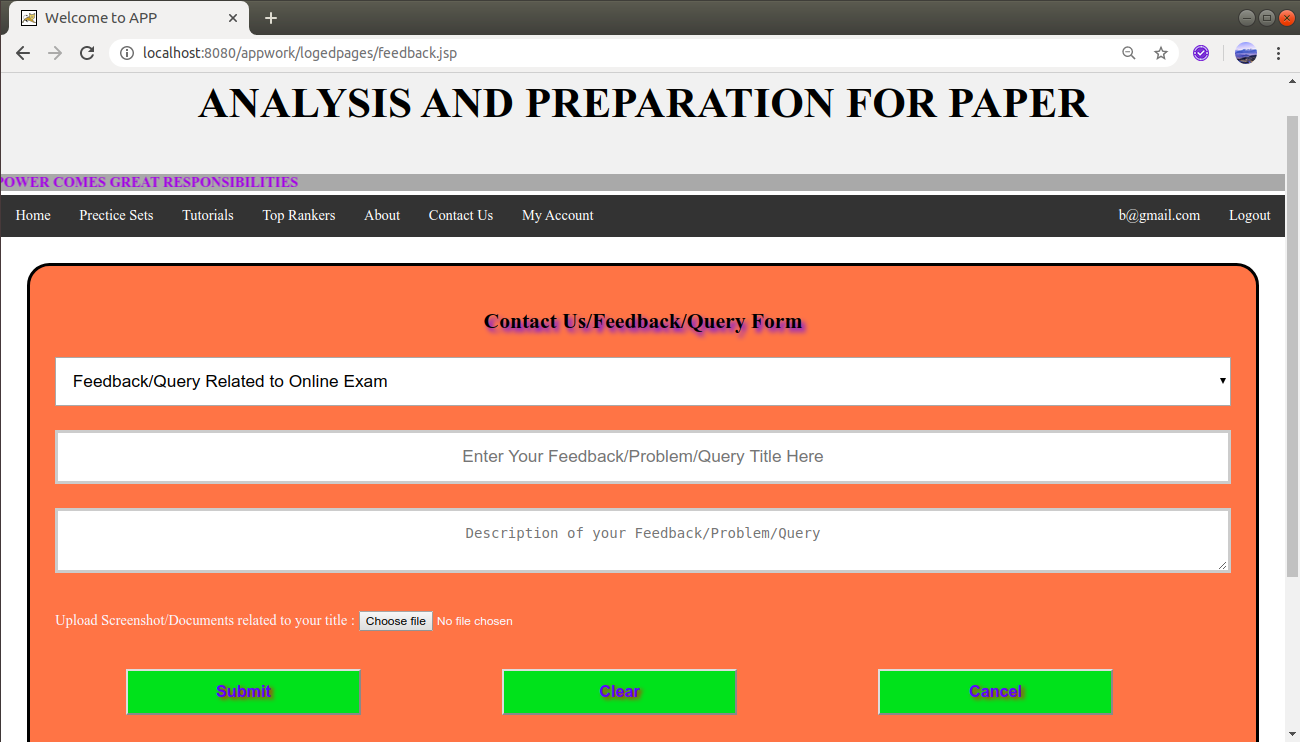 Welcome to APP
localhost:8080/appwork/logedpages/feedback.jsp
ANALYSIS AND PREPARATION FOR PAPER
POWER COMES GREAT RESPONSIBILITIES
Home Prectice Sets Tutorials Top Rankers About Contact Us My Account b@gmail.com Logout
Contact Us/Feedback/Query Form
Feedback/Query Related to Online Exam
Enter Your Feedback/Problem/Query Title Here
Description of your Feedback/Problem/Query
Upload Screenshot/Documents related to your title : Choose file No file chosen
Submit Clear Cancel